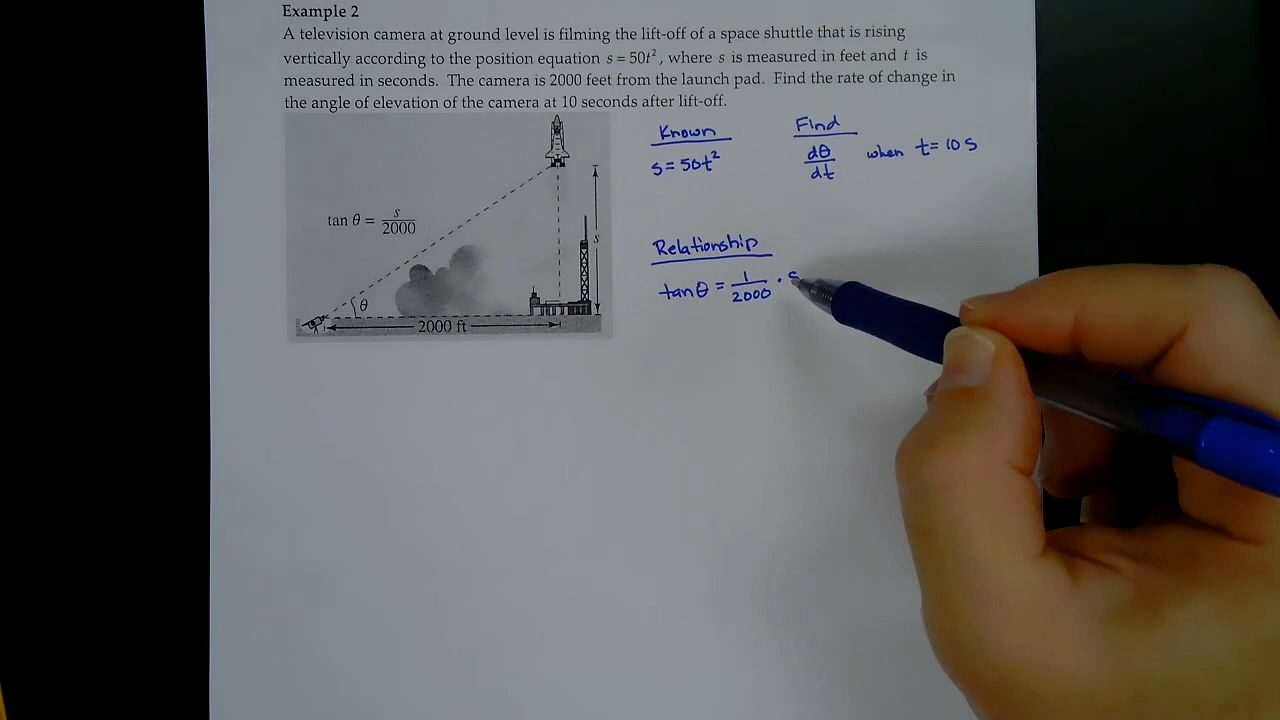 Example 2
A television camera at ground level is filming the lift-off of a space shuttle that is rising
vertically according to the position equation s = 50t², where s is measured in feet and t is
measured in seconds. The camera is 2000 feet from the launch pad. Find the rate of change in
the angle of elevation of the camera at 10 seconds after lift-off.
Known
s = 50t²
Find
dθ/dt when t = 10 s
tan θ = s/2000
s
θ
2000 ft
Relationship
tan θ = 1/2000 · s